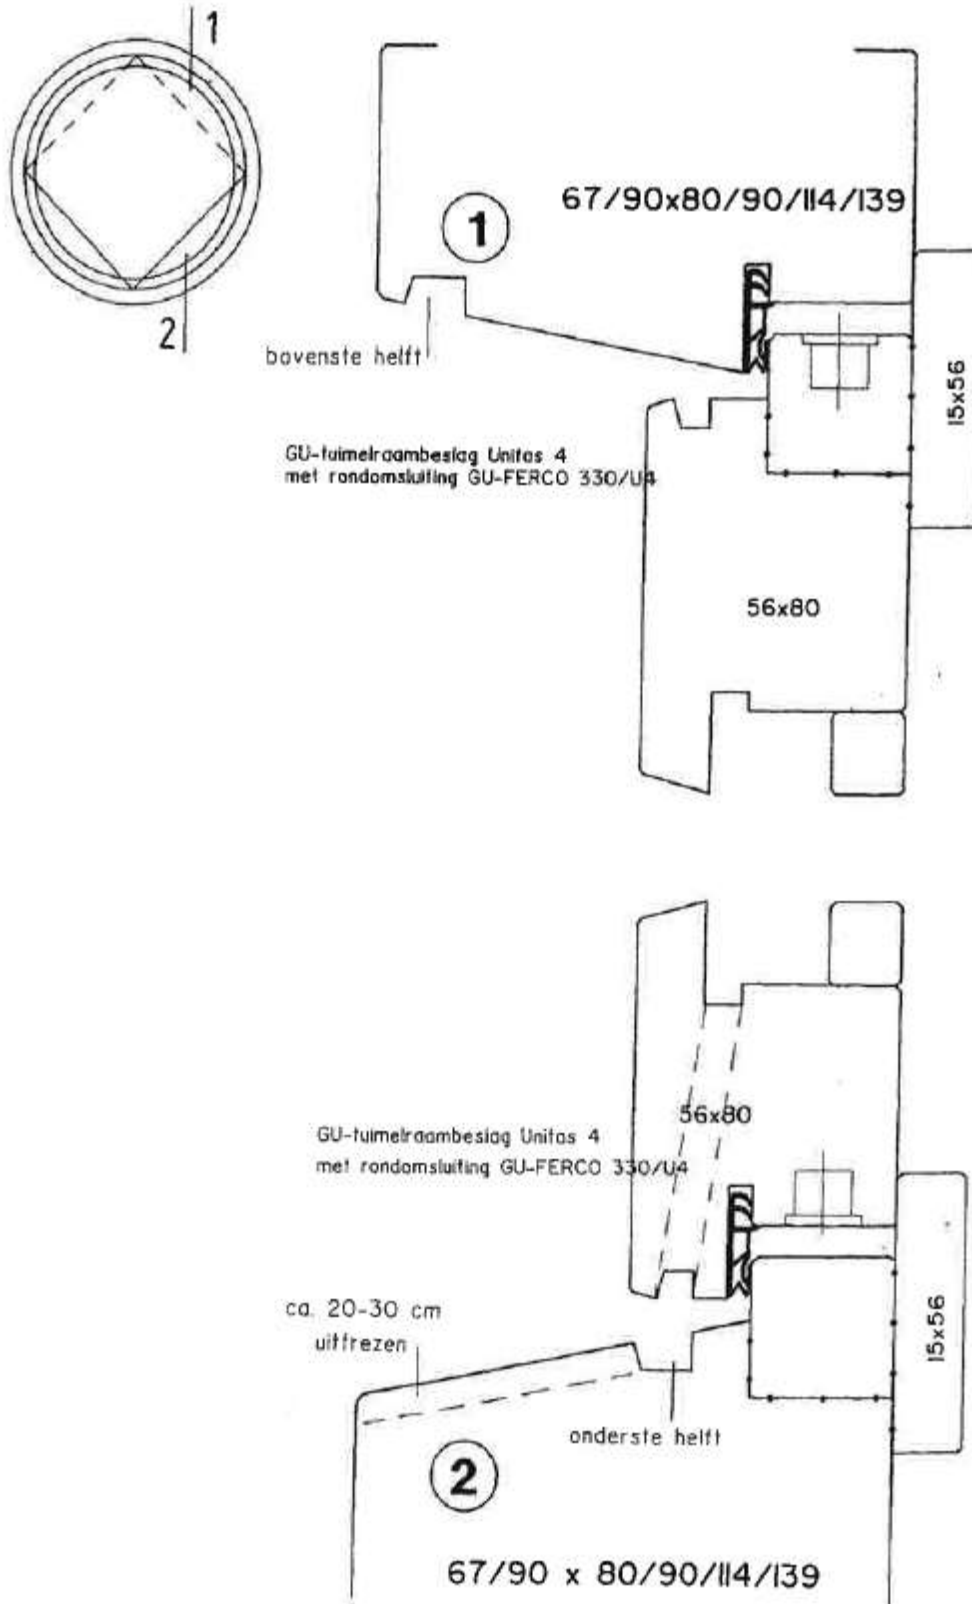 1
2
67/90x80/90/114/139
1
bovenste helft
15x56
GU-tuimelraambeslag Unitas 4
met rondomsluiting GU-FERCO 330/U4
56x80
56x80
GU-tuimelraambeslag Unitas 4
met rondomsluiting GU-FERCO 330/U4
ca. 20-30 cm
uitfrezen
15x56
onderste helft
2
67/90 x 80/90/114/139